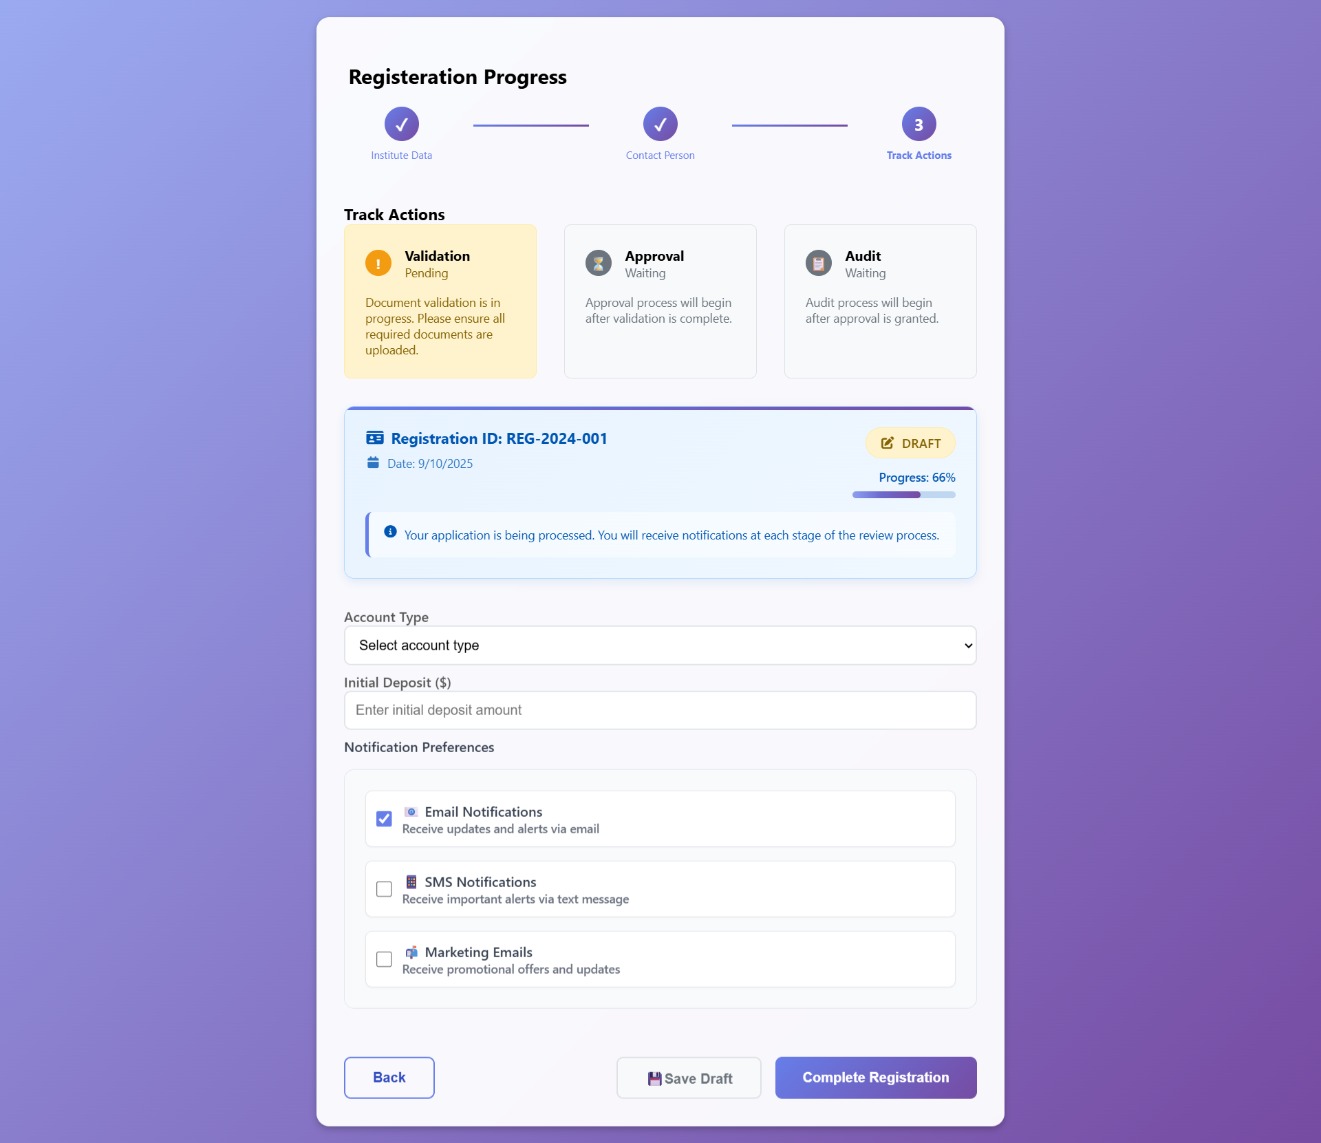 Registeration Progress
3
Institute Data
Contact Person
Track Actions
Track Actions
Validation
Pending
Document validation is in
progress. Please ensure all
required documents are
uploaded.
Approval
Waiting
Approval process will begin
after validation is complete.
Audit
Waiting
Audit process will begin
after approval is granted.
Registration ID: REG-2024-001
Date: 9/10/2025
DRAFT
Progress: 66%
Your application is being processed. You will receive notifications at each stage of the review process.
Account Type
Select account type
Initial Deposit ($)
Enter initial deposit amount
Notification Preferences
Email Notifications
Receive updates and alerts via email
SMS Notifications
Receive important alerts via text message
Marketing Emails
Receive promotional offers and updates
Back
Save Draft
Complete Registration